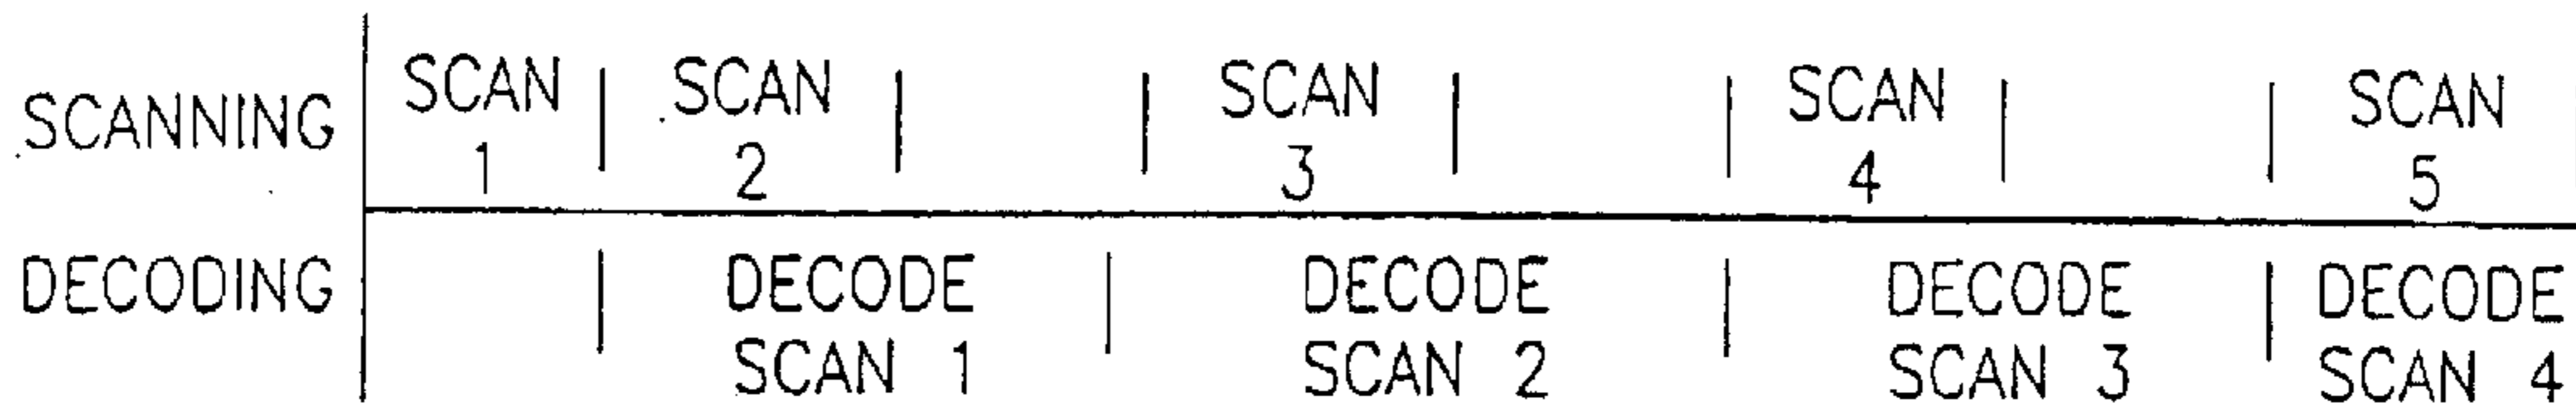 SCANNING
SCAN
1
SCAN
2
SCAN
3
SCAN
4
SCAN
5
DECODING
DECODE
SCAN 1
DECODE
SCAN 2
DECODE
SCAN 3
DECODE
SCAN 4